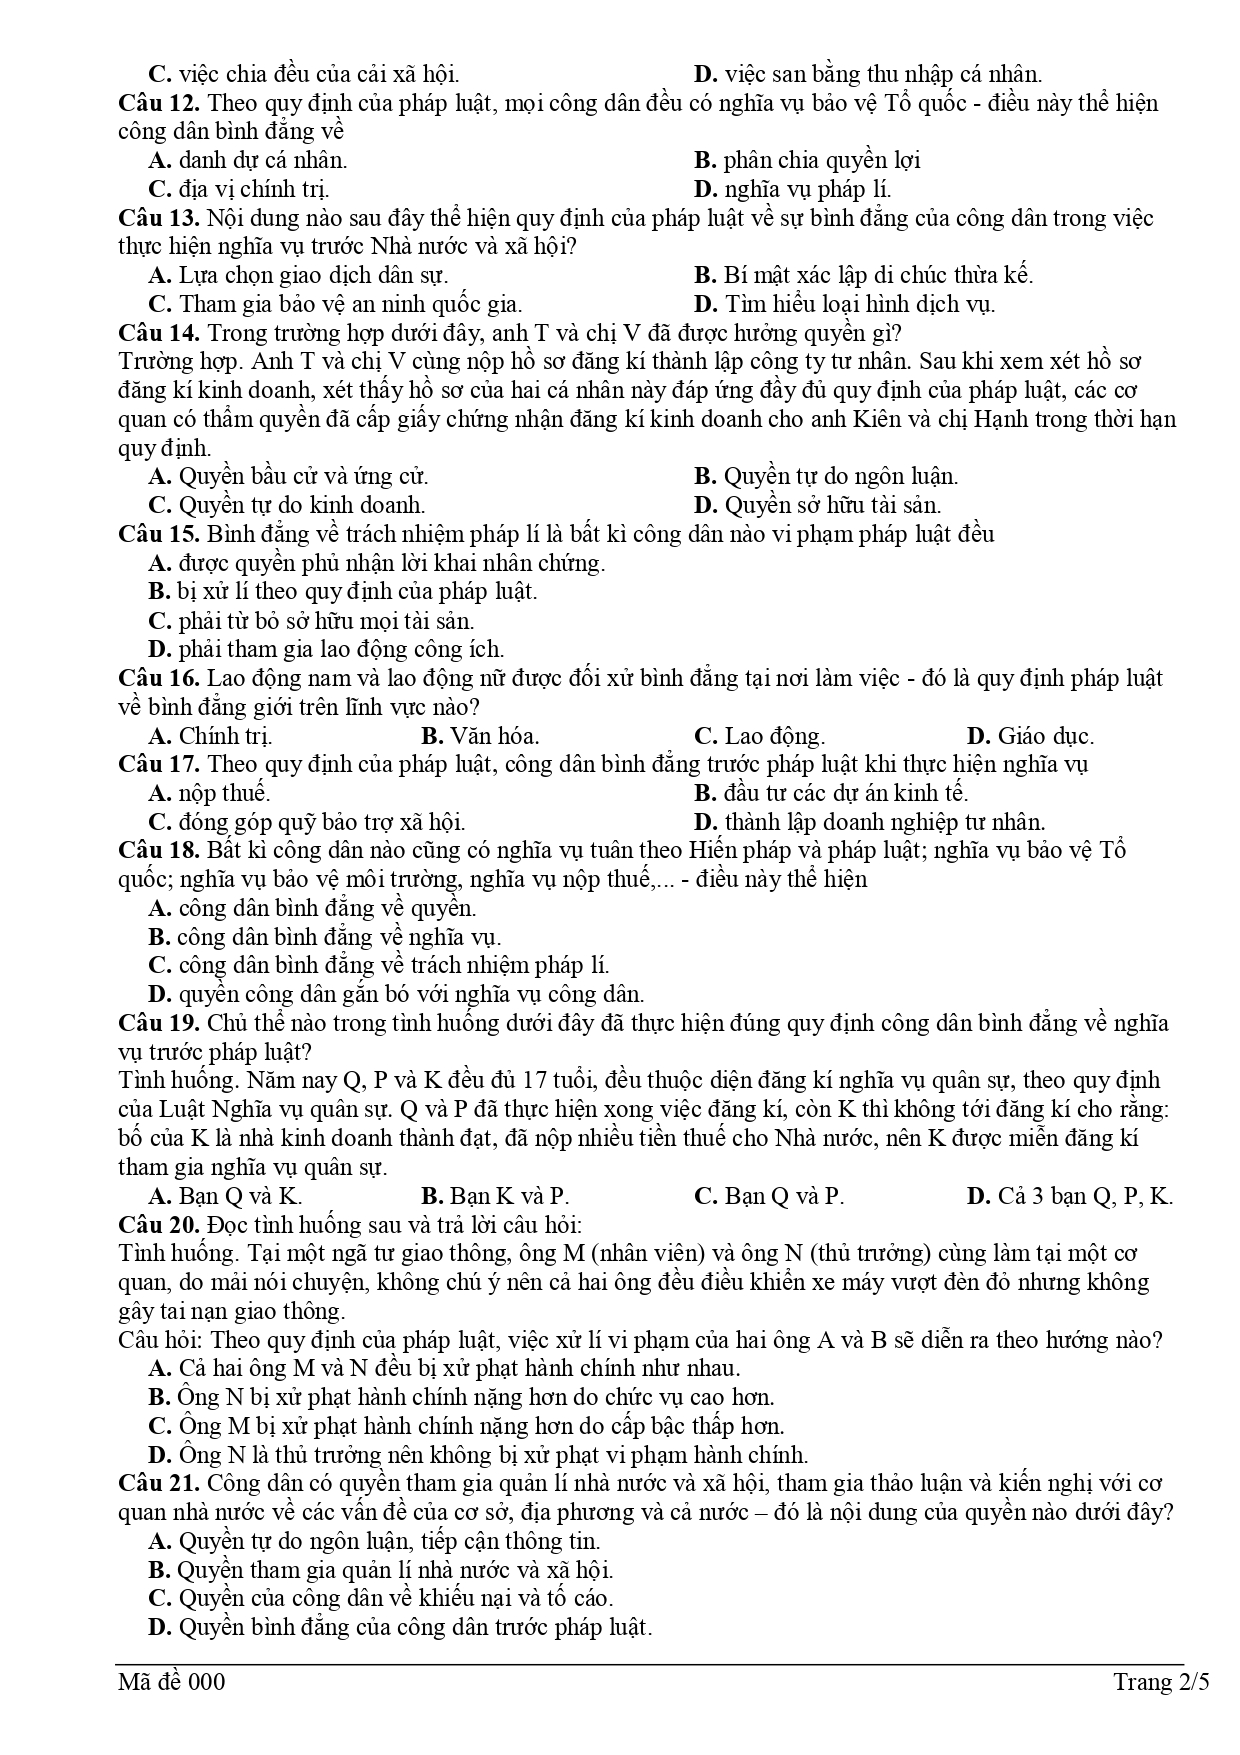 C. việc chia đều của cải xã hội. D. việc san bằng thu nhập cá nhân.
Câu 12. Theo quy định của pháp luật, mọi công dân đều có nghĩa vụ bảo vệ Tổ quốc - điều này thể hiện
công dân bình đẳng về
A. danh dự cá nhân. B. phân chia quyền lợi
C. địa vị chính trị. D. nghĩa vụ pháp lí.
Câu 13. Nội dung nào sau đây thể hiện quy định của pháp luật về sự bình đẳng của công dân trong việc
thực hiện nghĩa vụ trước Nhà nước và xã hội?
A. Lựa chọn giao dịch dân sự. B. Bí mật xác lập di chúc thừa kế.
C. Tham gia bảo vệ an ninh quốc gia. D. Tìm hiểu loại hình dịch vụ.
Câu 14. Trong trường hợp dưới đây, anh T và chị V đã được hưởng quyền gì?
Trường hợp. Anh T và chị V cùng nộp hồ sơ đăng kí thành lập công ty tư nhân. Sau khi xem xét hồ sơ
đăng kí kinh doanh, xét thấy hồ sơ của hai cá nhân này đáp ứng đầy đủ quy định của pháp luật, các cơ
quan có thẩm quyền đã cấp giấy chứng nhận đăng kí kinh doanh cho anh Kiên và chị Hạnh trong thời hạn
quy định.
A. Quyền bầu cử và ứng cử. B. Quyền tự do ngôn luận.
C. Quyền tự do kinh doanh. D. Quyền sở hữu tài sản.
Câu 15. Bình đẳng về trách nhiệm pháp lí là bất kì công dân nào vi phạm pháp luật đều
A. được quyền phủ nhận lời khai nhân chứng.
B. bị xử lí theo quy định của pháp luật.
C. phải từ bỏ sở hữu mọi tài sản.
D. phải tham gia lao động công ích.
Câu 16. Lao động nam và lao động nữ được đối xử bình đẳng tại nơi làm việc - đó là quy định pháp luật
về bình đẳng giới trên lĩnh vực nào?
A. Chính trị. B. Văn hóa. C. Lao động. D. Giáo dục.
Câu 17. Theo quy định của pháp luật, công dân bình đẳng trước pháp luật khi thực hiện nghĩa vụ
A. nộp thuế. B. đầu tư các dự án kinh tế.
C. đóng góp quỹ bảo trợ xã hội. D. thành lập doanh nghiệp tư nhân.
Câu 18. Bất kì công dân nào cũng có nghĩa vụ tuân theo Hiến pháp và pháp luật; nghĩa vụ bảo vệ Tổ
quốc; nghĩa vụ bảo vệ môi trường, nghĩa vụ nộp thuế,... - điều này thể hiện
A. công dân bình đẳng về quyền.
B. công dân bình đẳng về nghĩa vụ.
C. công dân bình đẳng về trách nhiệm pháp lí.
D. quyền công dân gắn bó với nghĩa vụ công dân.
Câu 19. Chủ thể nào trong tình huống dưới đây đã thực hiện đúng quy định công dân bình đẳng về nghĩa
vụ trước pháp luật?
Tình huống. Năm nay Q, P và K đều đủ 17 tuổi, đều thuộc diện đăng kí nghĩa vụ quân sự, theo quy định
của Luật Nghĩa vụ quân sự. Q và P đã thực hiện xong việc đăng kí, còn K thì không tới đăng kí cho rằng:
bố của K là nhà kinh doanh thành đạt, đã nộp nhiều tiền thuế cho Nhà nước, nên K được miễn đăng kí
tham gia nghĩa vụ quân sự.
A. Bạn Q và K. B. Bạn K và P. C. Bạn Q và P. D. Cả 3 bạn Q, P, K.
Câu 20. Đọc tình huống sau và trả lời câu hỏi:
Tình huống. Tại một ngã tư giao thông, ông M (nhân viên) và ông N (thủ trưởng) cùng làm tại một cơ
quan, do mải nói chuyện, không chú ý nên cả hai ông đều điều khiển xe máy vượt đèn đỏ nhưng không
gây tai nạn giao thông.
Câu hỏi: Theo quy định của pháp luật, việc xử lí vi phạm của hai ông A và B sẽ diễn ra theo hướng nào?
A. Cả hai ông M và N đều bị xử phạt hành chính như nhau.
B. Ông N bị xử phạt hành chính nặng hơn do chức vụ cao hơn.
C. Ông M bị xử phạt hành chính nặng hơn do cấp bậc thấp hơn.
D. Ông N là thủ trưởng nên không bị xử phạt vi phạm hành chính.
Câu 21. Công dân có quyền tham gia quản lí nhà nước và xã hội, tham gia thảo luận và kiến nghị với cơ
quan nhà nước về các vấn đề của cơ sở, địa phương và cả nước – đó là nội dung của quyền nào dưới đây?
A. Quyền tự do ngôn luận, tiếp cận thông tin.
B. Quyền tham gia quản lí nhà nước và xã hội.
C. Quyền của công dân về khiếu nại và tố cáo.
D. Quyền bình đẳng của công dân trước pháp luật.
Mã đề 000 Trang 2/5